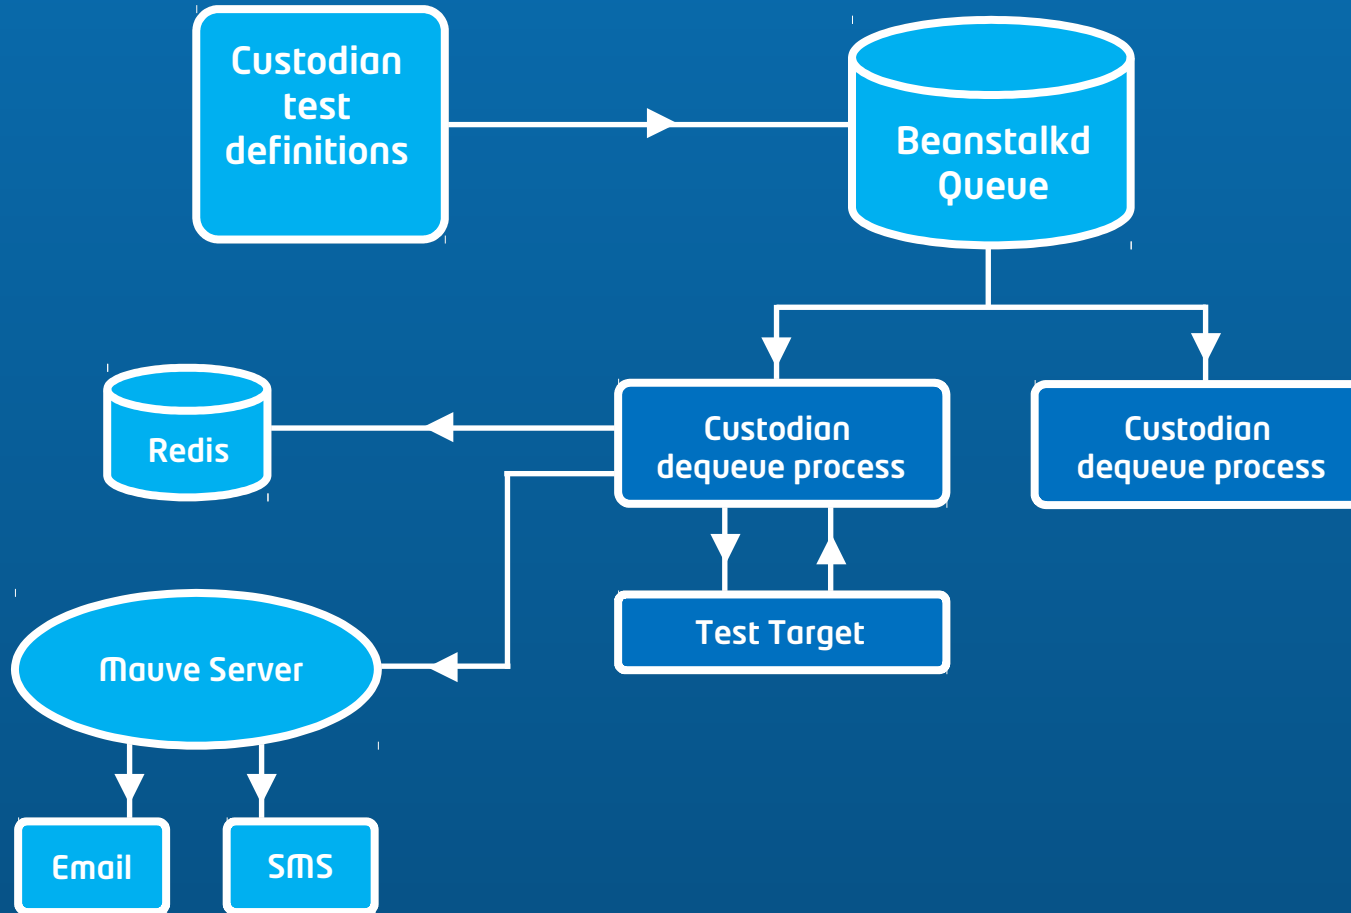 Custodian
test
definitions
Beanstalkd
Queue
Redis
Custodian
dequeue process
Custodian
dequeue process
Test Target
Mauve Server
Email
SMS